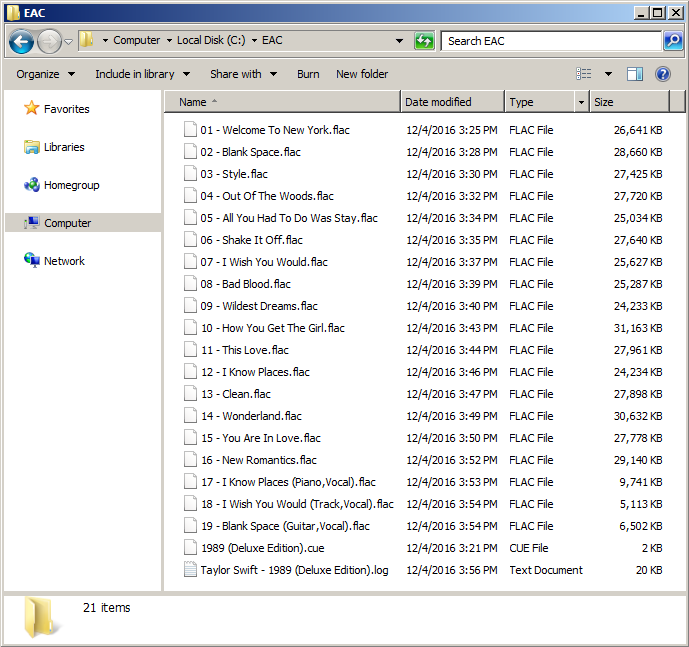 EAC
Computer Local Disk (C:) EAC Search EAC
Organize Include in library Share with Burn New folder
Favorites
Libraries
Homegroup
Computer
Network
Name Date modified Type Size
01 - Welcome To New York.flac 12/4/2016 3:25 PM FLAC File 26,641 KB
02 - Blank Space.flac 12/4/2016 3:28 PM FLAC File 28,660 KB
03 - Style.flac 12/4/2016 3:30 PM FLAC File 27,425 KB
04 - Out Of The Woods.flac 12/4/2016 3:32 PM FLAC File 27,720 KB
05 - All You Had To Do Was Stay.flac 12/4/2016 3:34 PM FLAC File 25,034 KB
06 - Shake It Off.flac 12/4/2016 3:35 PM FLAC File 27,640 KB
07 - I Wish You Would.flac 12/4/2016 3:37 PM FLAC File 25,627 KB
08 - Bad Blood.flac 12/4/2016 3:39 PM FLAC File 25,287 KB
09 - Wildest Dreams.flac 12/4/2016 3:40 PM FLAC File 24,233 KB
10 - How You Get The Girl.flac 12/4/2016 3:43 PM FLAC File 31,163 KB
11 - This Love.flac 12/4/2016 3:44 PM FLAC File 27,961 KB
12 - I Know Places.flac 12/4/2016 3:46 PM FLAC File 24,234 KB
13 - Clean.flac 12/4/2016 3:47 PM FLAC File 27,898 KB
14 - Wonderland.flac 12/4/2016 3:49 PM FLAC File 30,632 KB
15 - You Are In Love.flac 12/4/2016 3:50 PM FLAC File 27,778 KB
16 - New Romantics.flac 12/4/2016 3:52 PM FLAC File 29,140 KB
17 - I Know Places (Piano,Vocal).flac 12/4/2016 3:53 PM FLAC File 9,741 KB
18 - I Wish You Would (Track,Vocal).flac 12/4/2016 3:54 PM FLAC File 5,113 KB
19 - Blank Space (Guitar,Vocal).flac 12/4/2016 3:54 PM FLAC File 6,502 KB
1989 (Deluxe Edition).cue 12/4/2016 3:21 PM CUE File 2 KB
Taylor Swift - 1989 (Deluxe Edition).log 12/4/2016 3:56 PM Text Document 20 KB
21 items